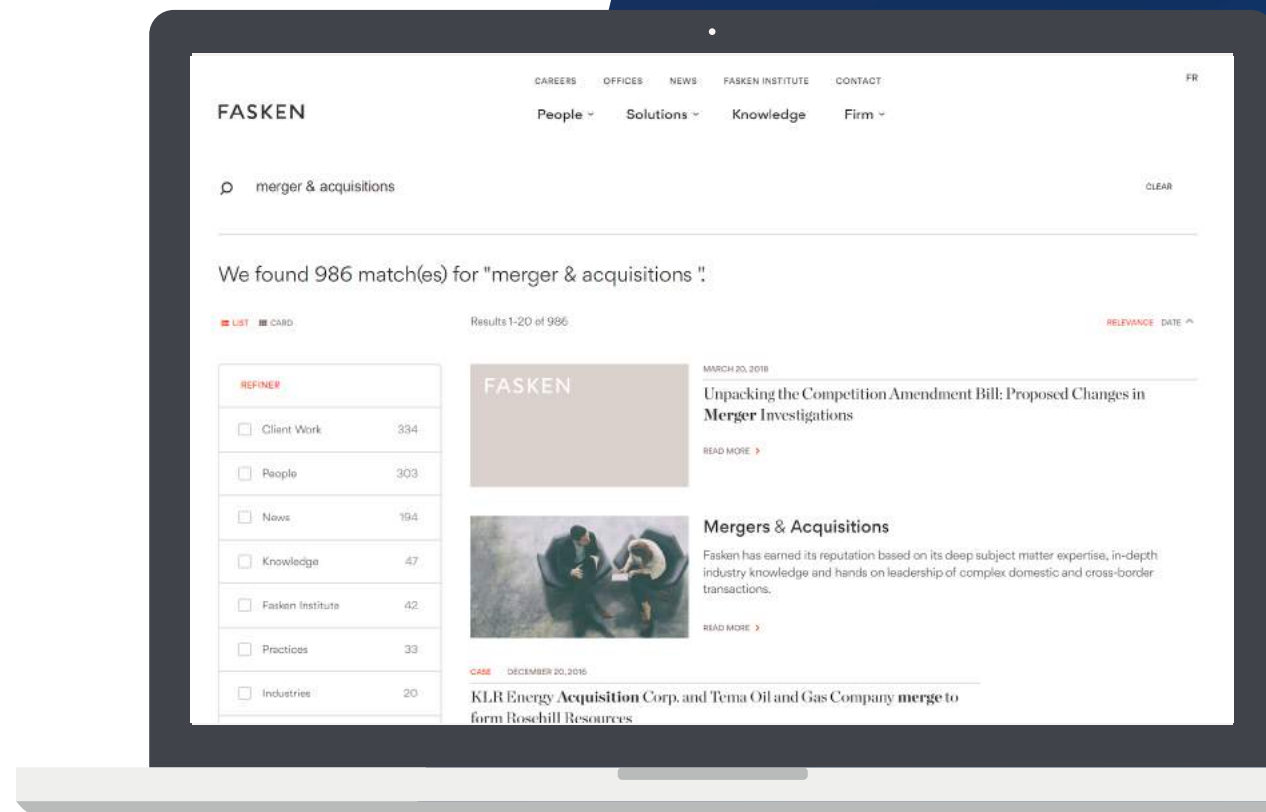 CAREERS OFFICES NEWS FASKEN INSTITUTE CONTACT
FR
FASKEN
People Solutions Knowledge Firm
merger & acquisitions
CLEAR
We found 986 match(es) for "merger & acquisitions ".
LIST CARD
Results 1-20 of 986
RELEVANCE DATE
REFINER
Client Work 334
People 303
News 194
Knowledge 47
Fasken Institute 42
Practices 33
Industries 20
FASKEN
MARCH 20, 2018
Unpacking the Competition Amendment Bill: Proposed Changes in
Merger Investigations
READ MORE
Mergers & Acquisitions
Fasken has earned its reputation based on its deep subject matter expertise, in-depth
industry knowledge and hands on leadership of complex domestic and cross-border
transactions.
READ MORE
CASE DECEMBER 20, 2016
KLR Energy Acquisition Corp. and Tema Oil and Gas Company merge to
form Rosehill Resources